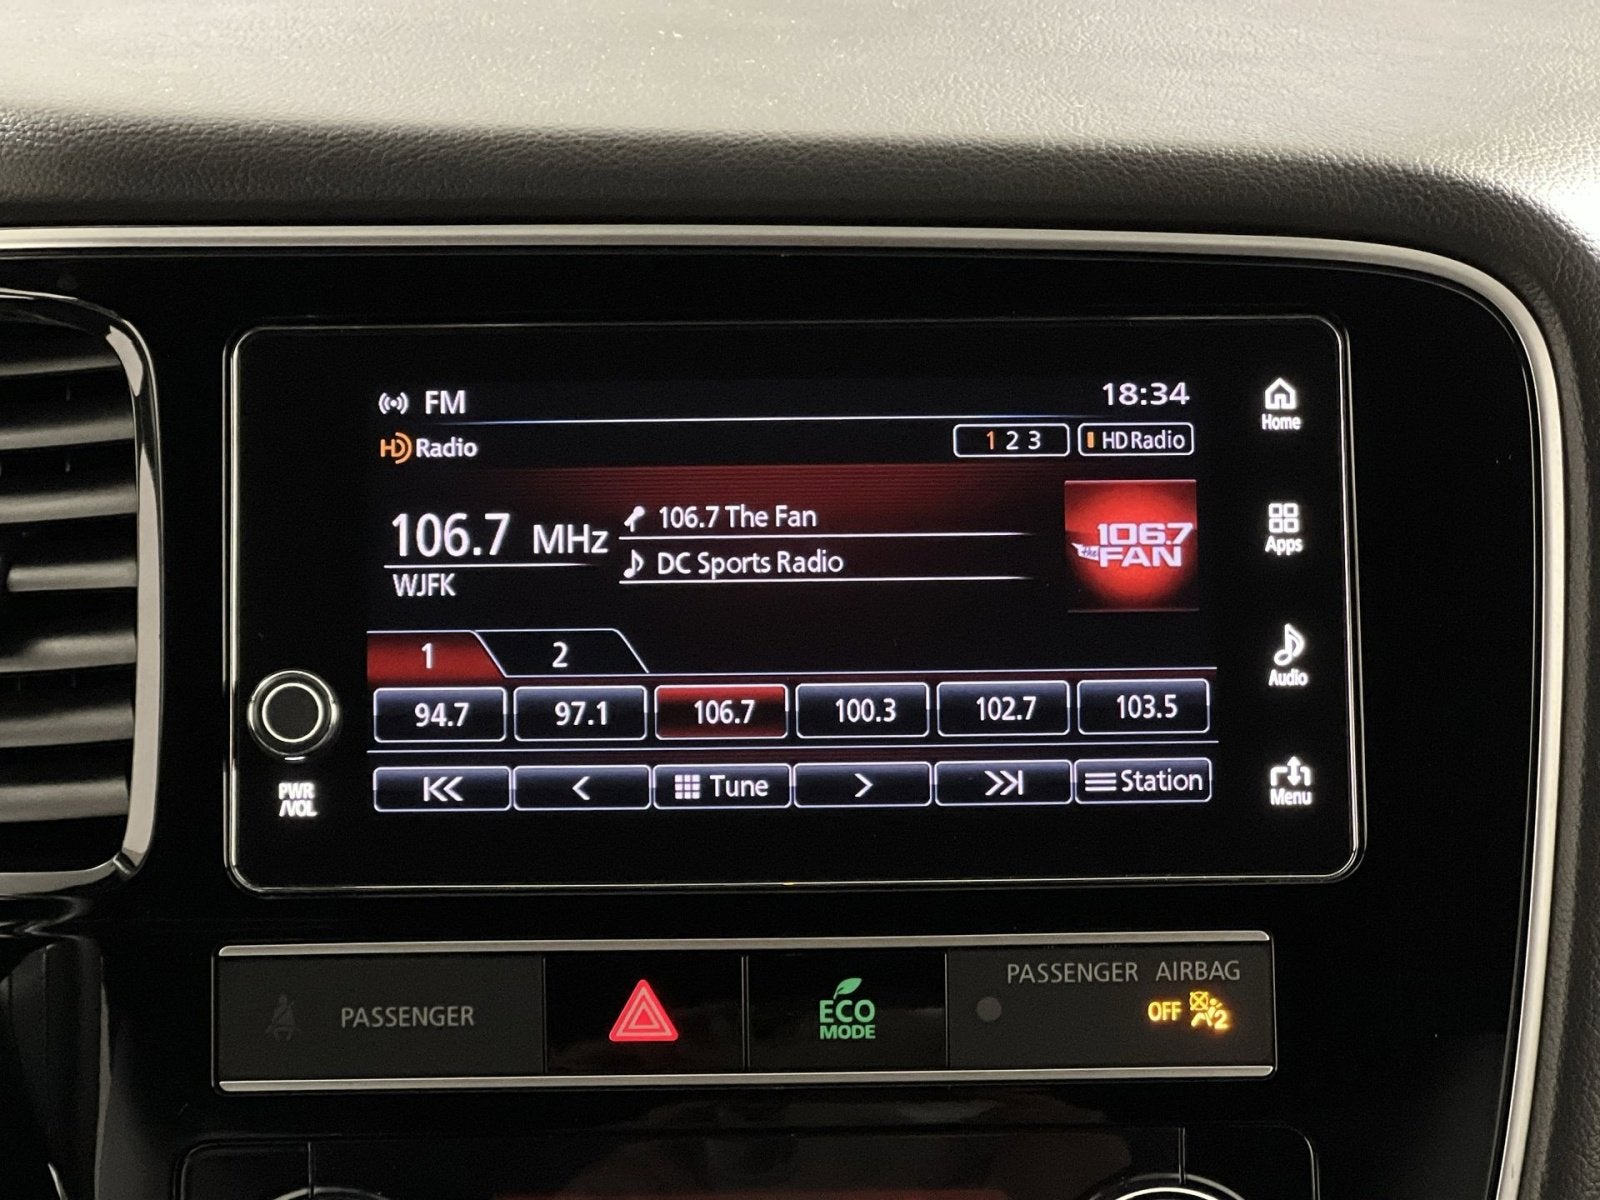 FM
18:34
Home
HD Radio
1 2 3
HD Radio
106.7 MHz
106.7 The Fan
106.7
the FAN
WJFK
DC Sports Radio
Apps
1
2
Audio
94.7
97.1
106.7
100.3
102.7
103.5
Tune
Station
PWR
/VOL
Menu
PASSENGER
ECO
MODE
PASSENGER AIRBAG
OFF
2